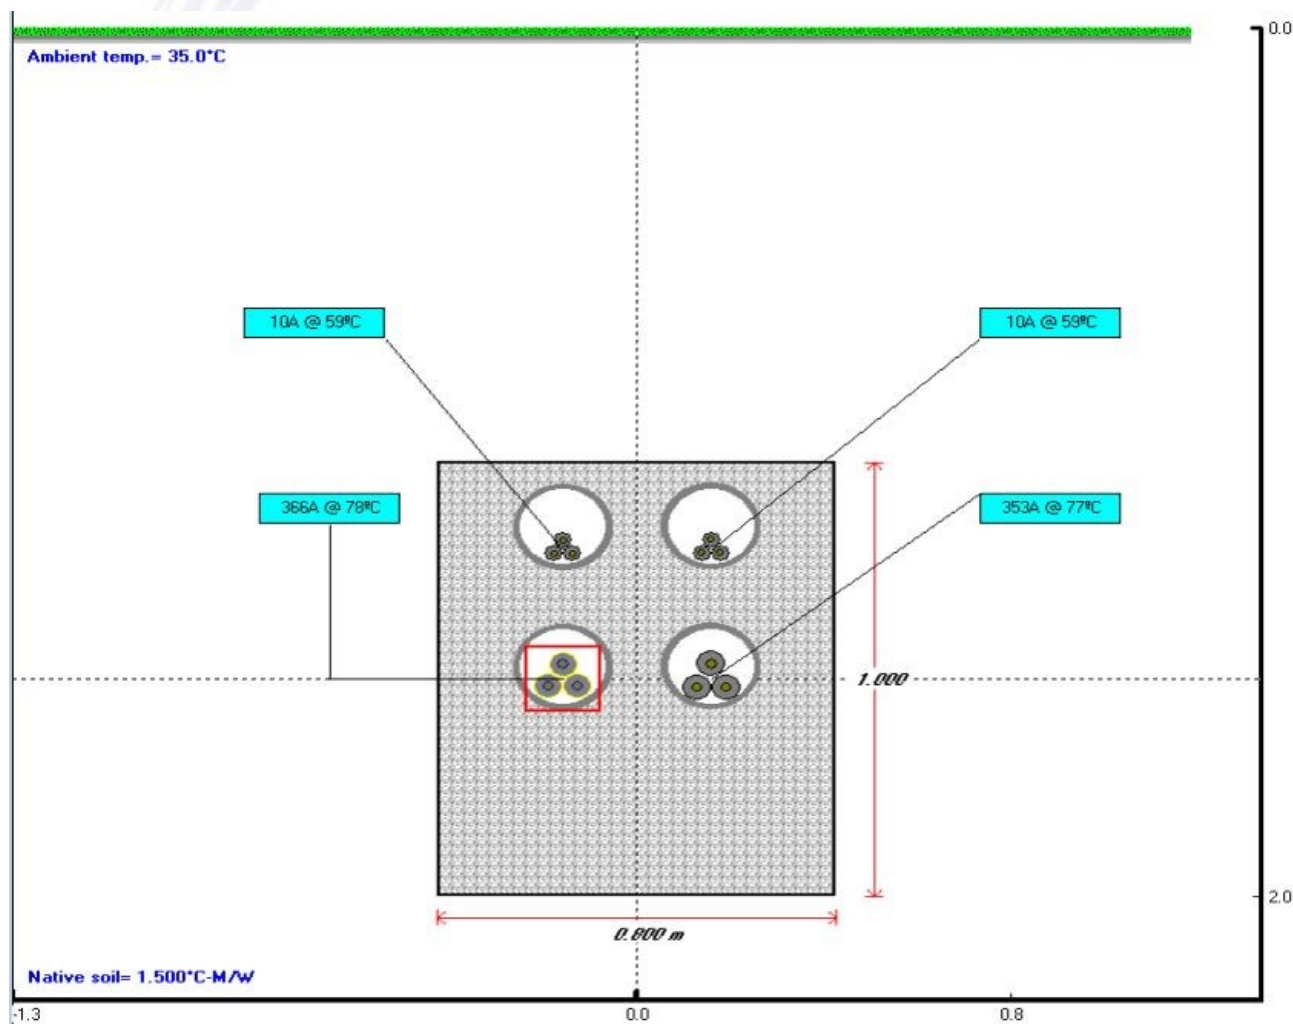 0.0
Ambient temp.= 35.0°C
10A @ 59ºC
10A @ 59ºC
366A @ 78ºC
353A @ 77ºC
1.000
2.0
0.800 m
Native soil= 1.500°C-M/W
-1.3
0.0
0.8